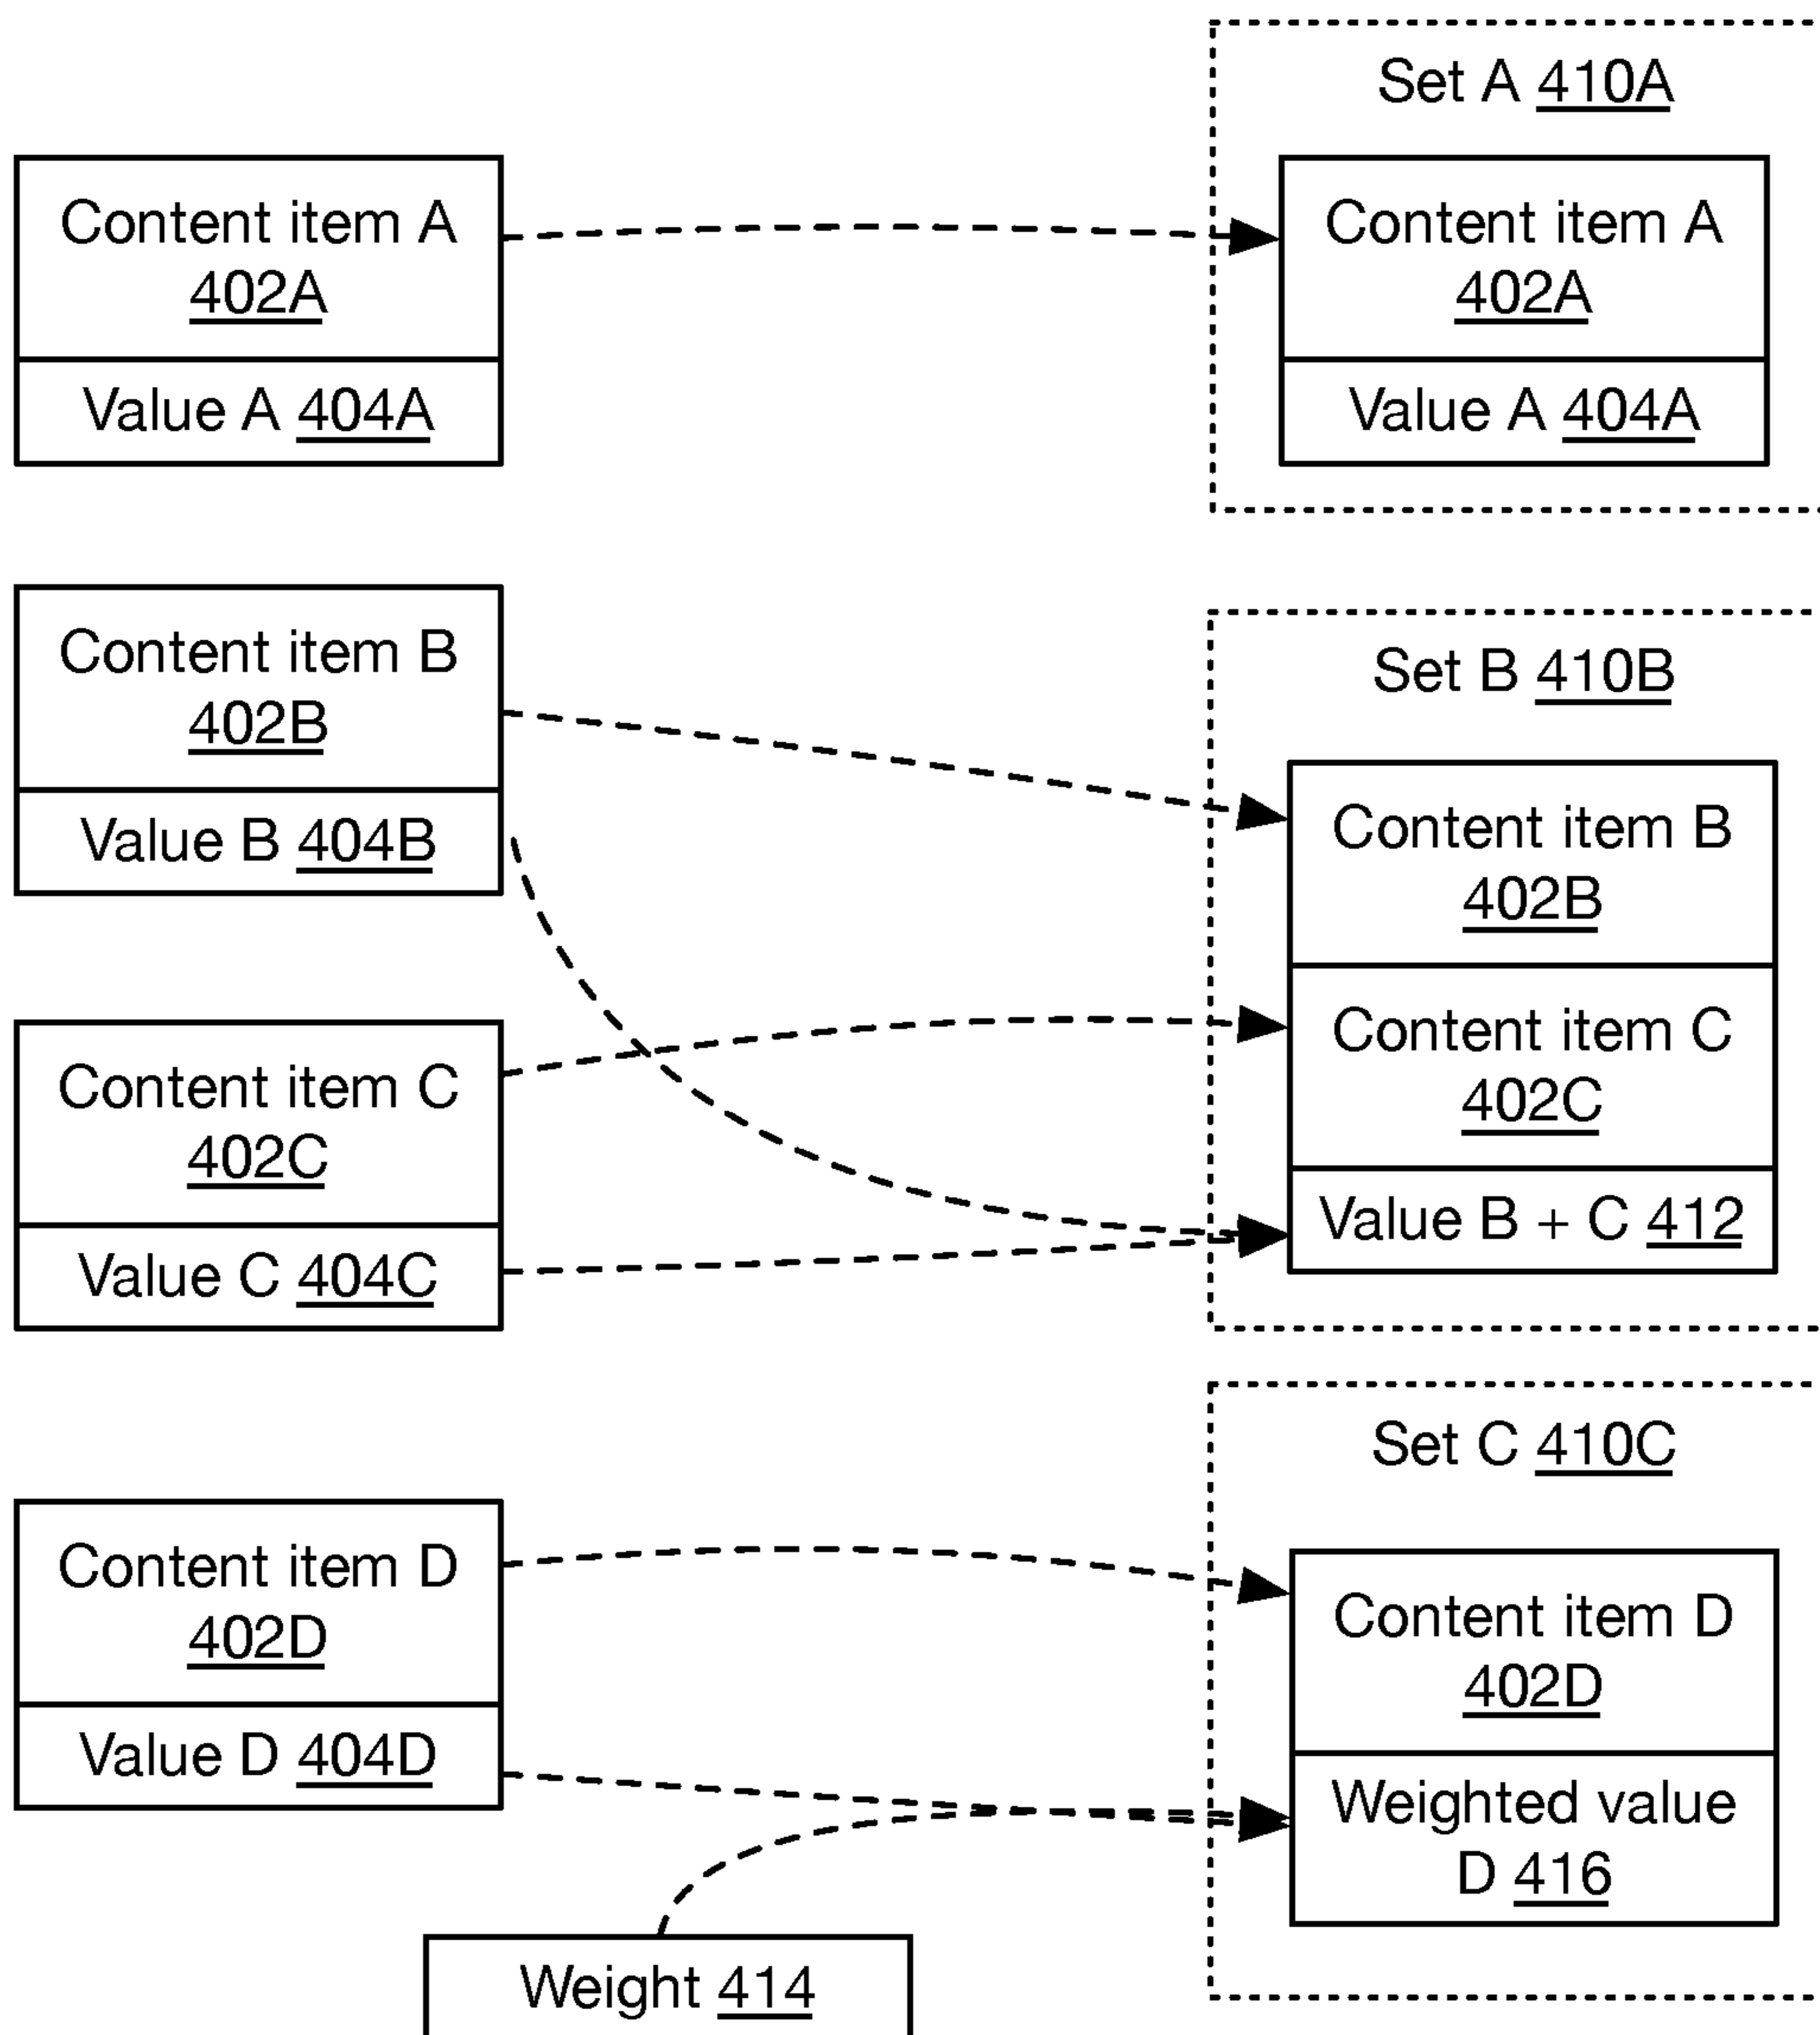 Set A 410A
Content item A
402A
Value A 404A
Content item A
402A
Value A 404A
Content item B
402B
Value B 404B
Set B 410B
Content item B
402B
Content item C
402C
Value B + C 412
Content item C
402C
Value C 404C
Set C 410C
Content item D
402D
Value D 404D
Content item D
402D
Weighted value
D 416
Weight 414